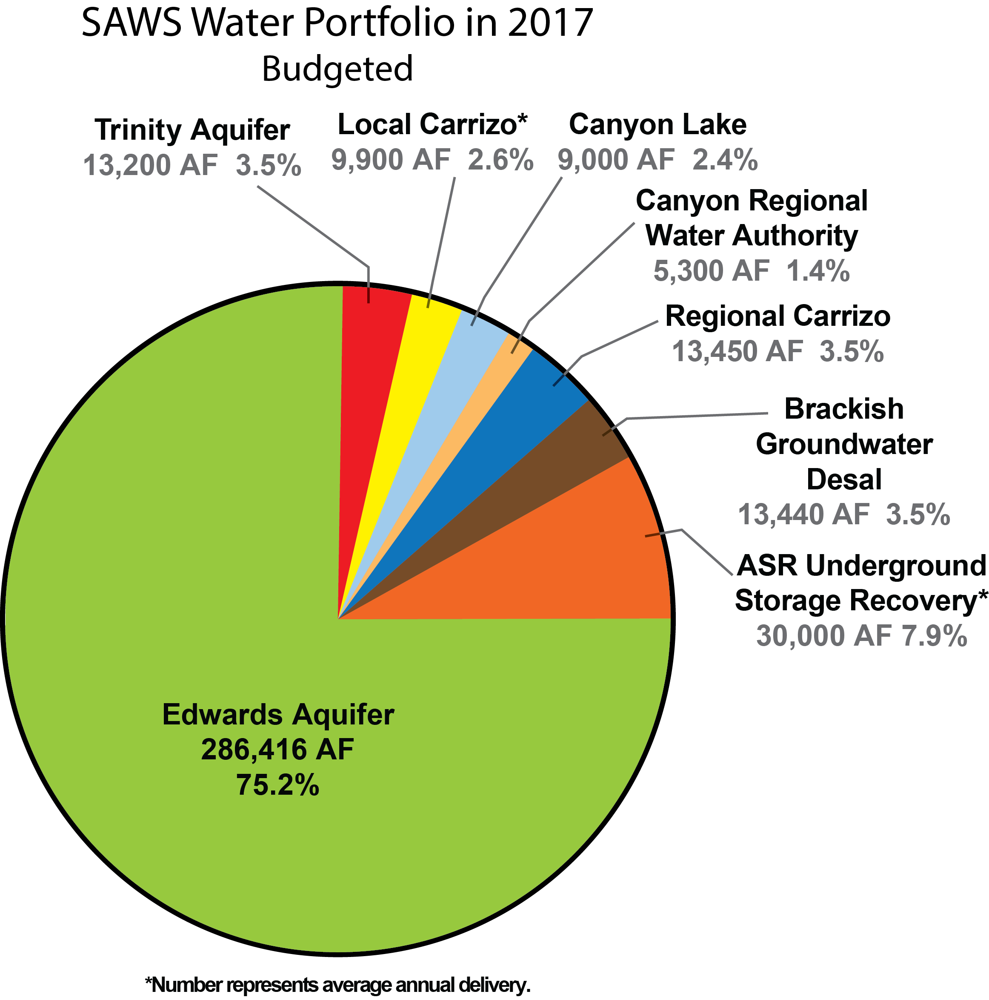 SAWS Water Portfolio in 2017
Budgeted
Trinity Aquifer
13,200 AF 3.5%
Local Carrizo*
9,900 AF 2.6%
Canyon Lake
9,000 AF 2.4%
Canyon Regional
Water Authority
5,300 AF 1.4%
Regional Carrizo
13,450 AF 3.5%
Brackish
Groundwater
Desal
13,440 AF 3.5%
ASR Underground
Storage Recovery*
30,000 AF 7.9%
Edwards Aquifer
286,416 AF
75.2%
*Number represents average annual delivery.